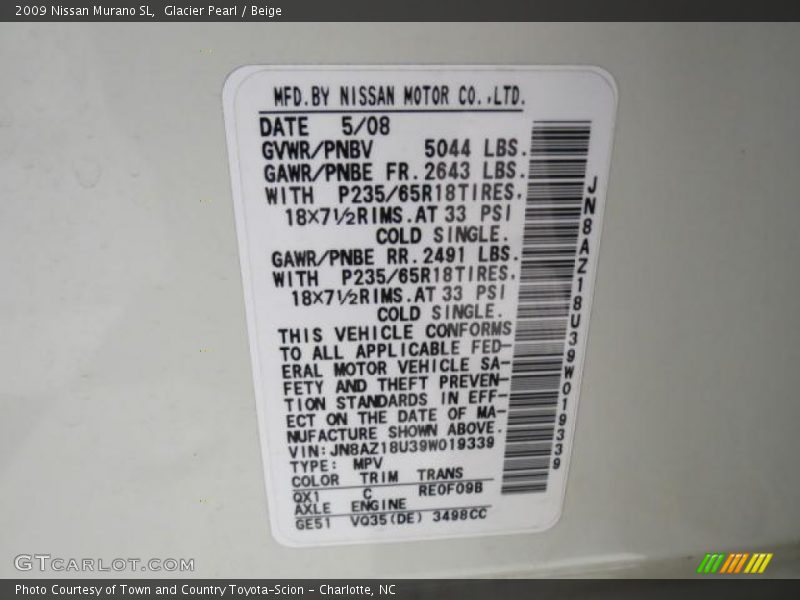 2009 Nissan Murano SL,  Glacier Pearl / Beige
MFD.BY NISSAN MOTOR CO.,LTD.
DATE 5/08
GVWR/PNBV 5044 LBS.
GAWR/PNBE FR.2643 LBS.
WITH P235/65R18TIRES.
18X7½RIMS.AT 33 PSI
COLD SINGLE.
GAWR/PNBE RR.2491 LBS.
WITH P235/65R18TIRES.
18X7½RIMS.AT 33 PSI
COLD SINGLE.
THIS VEHICLE CONFORMS
TO ALL APPLICABLE FED-
ERAL MOTOR VEHICLE SA-
FETY AND THEFT PREVEN-
TION STANDARDS IN EFF-
ECT ON THE DATE OF MA-
NUFACTURE SHOWN ABOVE.
VIN:JN8AZ18U39W019339
TYPE: MPV
COLOR TRIM TRANS
QX1 C RE0F09B
AXLE ENGINE
GE51 VQ35(DE) 3498CC
JN8AZ18U39W019339
GTCARLOT.COM
Photo Courtesy of Town and Country Toyota-Scion - Charlotte, NC